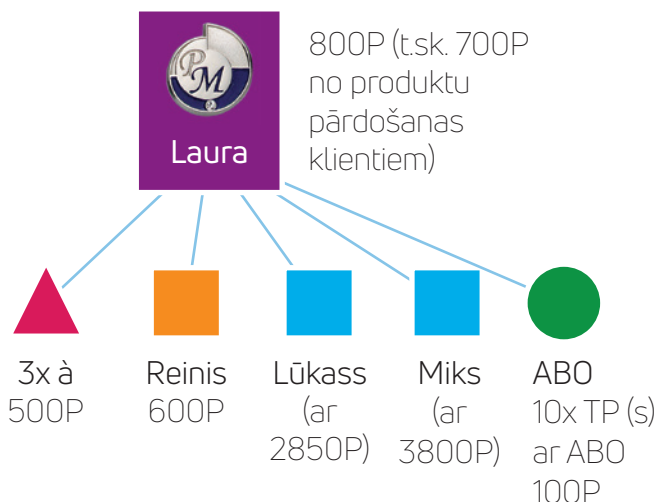 PM
Laura
800P (t.sk. 700P
no produktu
pārdošanas
klientiem)
3x à
500P
Reinis
600P
Lūkass
(ar
2850P)
Miks
(ar
3800P)
ABO
10x TP (s)
ar ABO
100P